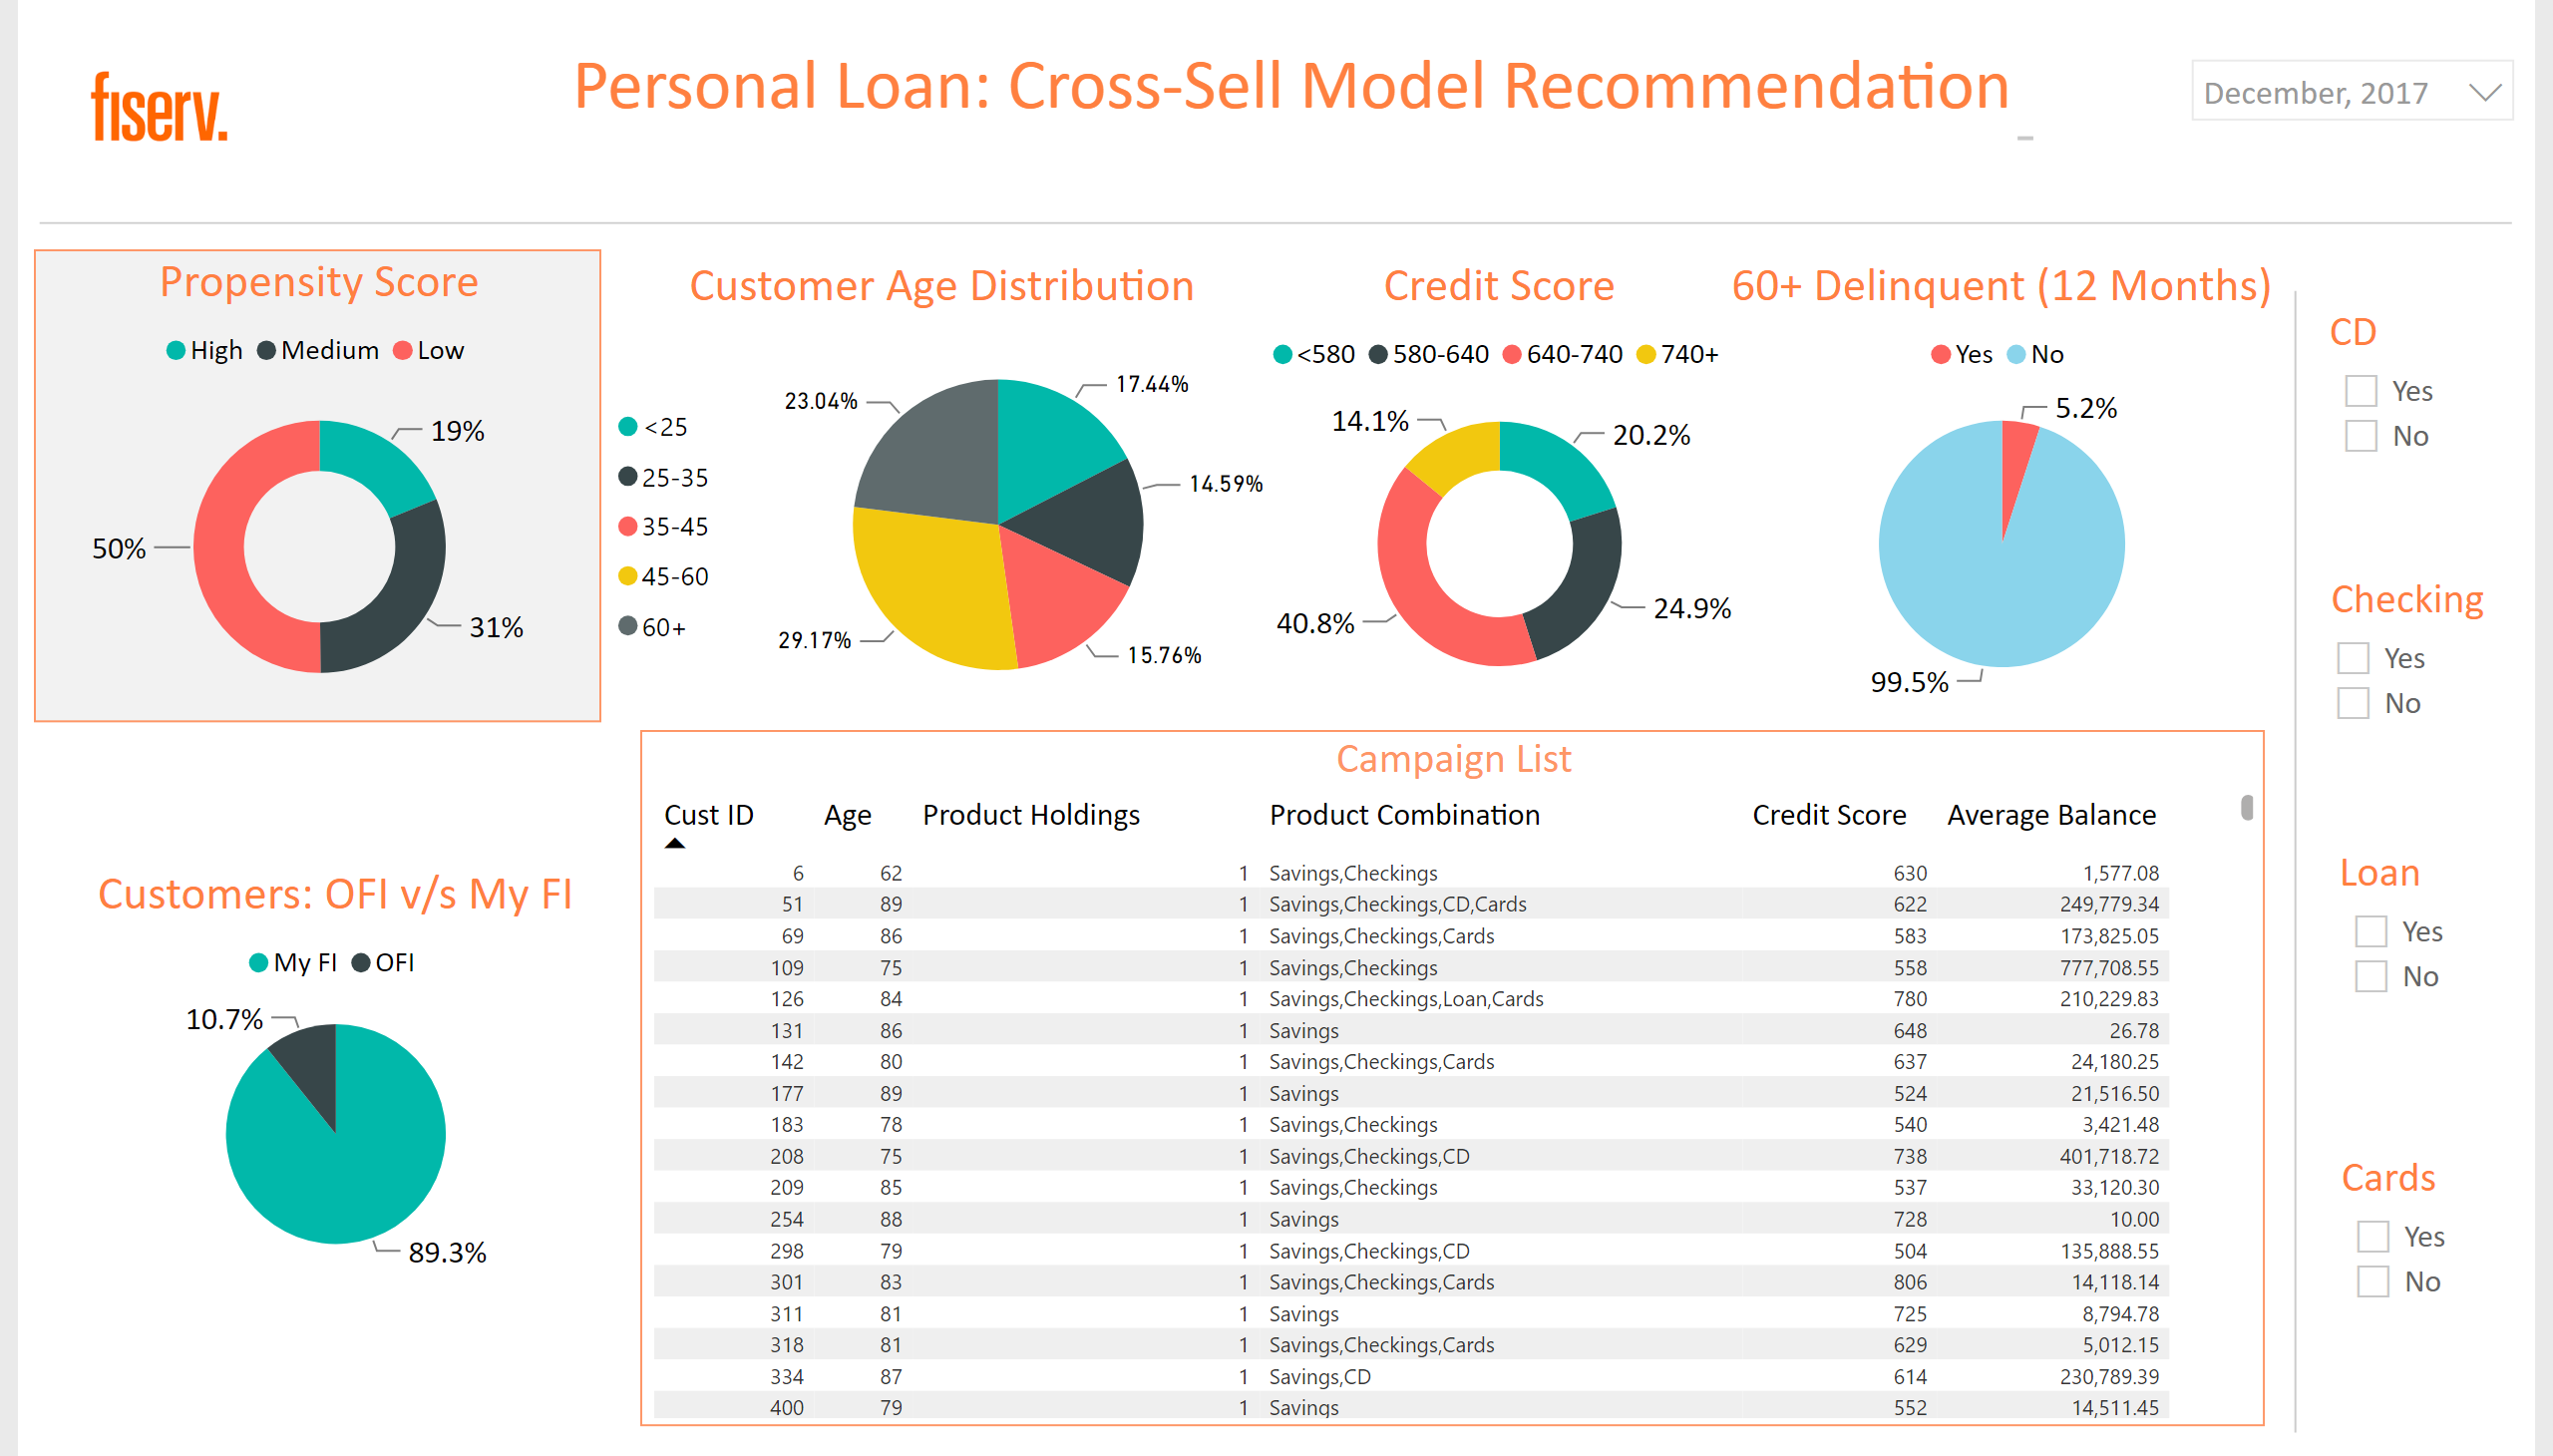 fiserv.
Personal Loan: Cross-Sell Model Recommendation
December, 2017
Propensity Score
High Medium Low
19%
50%
31%
Customer Age Distribution
<25
25-35
35-45
45-60
60+
23.04%
17.44%
14.59%
29.17%
15.76%
Credit Score
<580 580-640 640-740 740+
14.1%
20.2%
40.8%
24.9%
60+ Delinquent (12 Months)
Yes No
5.2%
99.5%
CD
Yes
No
Checking
Yes
No
Loan
Yes
No
Cards
Yes
No
Customers: OFI v/s My FI
My FI OFI
10.7%
89.3%
Campaign List
Cust ID Age Product Holdings Product Combination Credit Score Average Balance
6 62 1 Savings,Checkings 630 1,577.08
51 89 1 Savings,Checkings,CD,Cards 622 249,779.34
69 86 1 Savings,Checkings,Cards 583 173,825.05
109 75 1 Savings,Checkings 558 777,708.55
126 84 1 Savings,Checkings,Loan,Cards 780 210,229.83
131 86 1 Savings 648 26.78
142 80 1 Savings,Checkings,Cards 637 24,180.25
177 89 1 Savings 524 21,516.50
183 78 1 Savings,Checkings 540 3,421.48
208 75 1 Savings,Checkings,CD 738 401,718.72
209 85 1 Savings,Checkings 537 33,120.30
254 88 1 Savings 728 10.00
298 79 1 Savings,Checkings,CD 504 135,888.55
301 83 1 Savings,Checkings,Cards 806 14,118.14
311 81 1 Savings 725 8,794.78
318 81 1 Savings,Checkings,Cards 629 5,012.15
334 87 1 Savings,CD 614 230,789.39
400 79 1 Savings 552 14,511.45